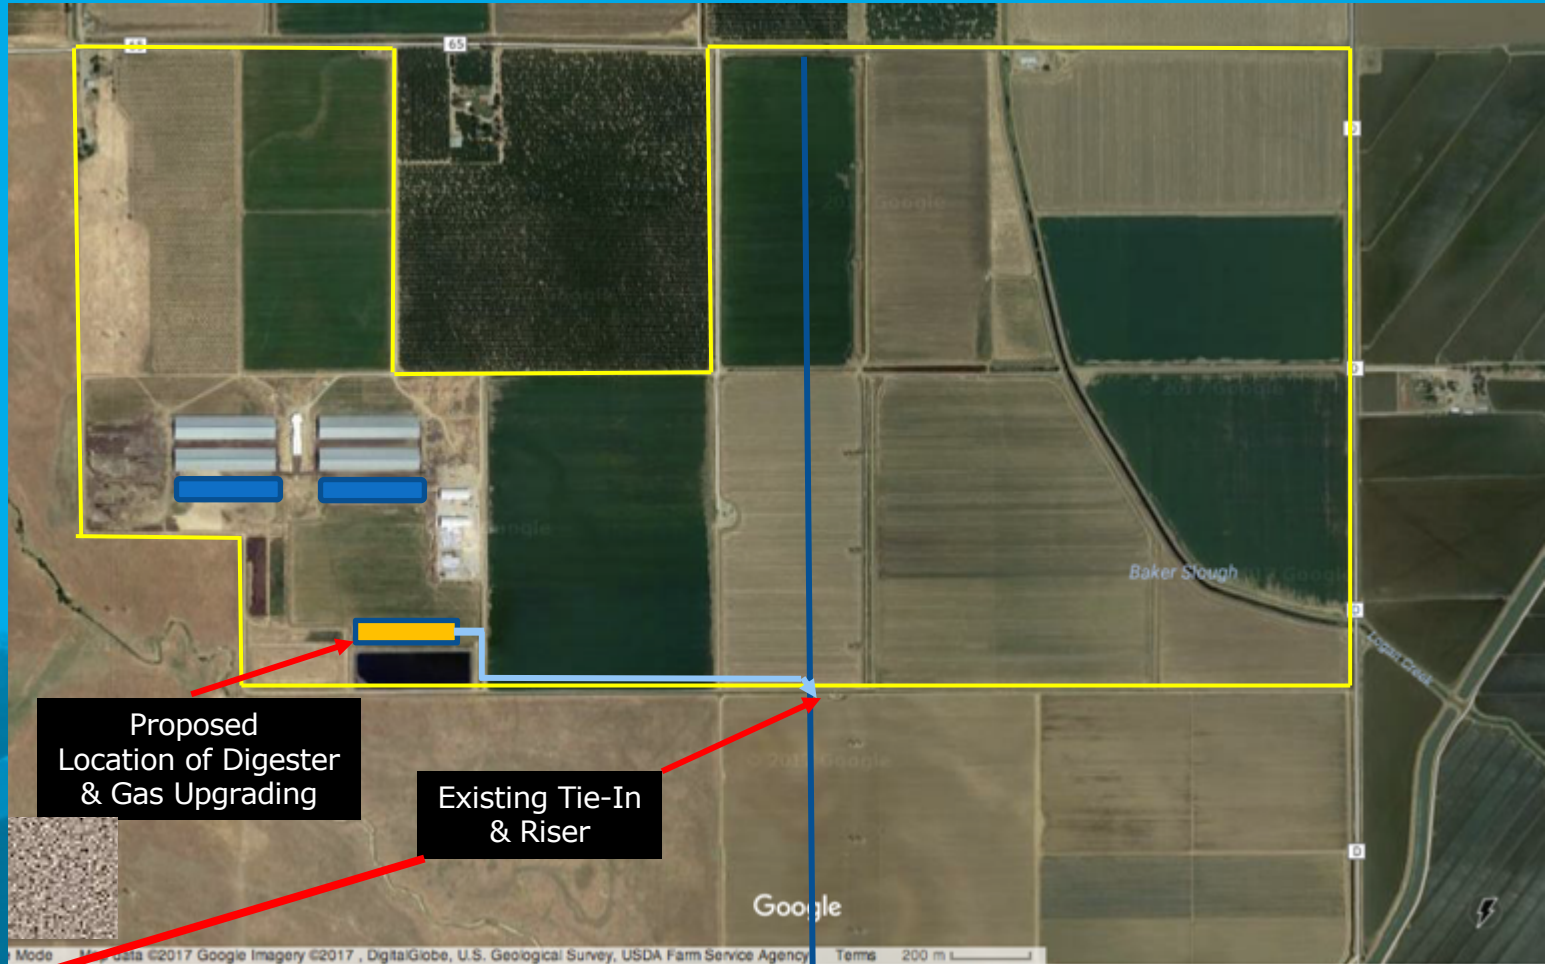 65
65
D
D
Baker Slough
D
Proposed
Location of Digester
& Gas Upgrading
Existing Tie-In
& Riser
D
Google
Mode Map data ©2017 Google Imagery ©2017 , DigitalGlobe, U.S. Geological Survey, USDA Farm Service Agency Terms 200 m